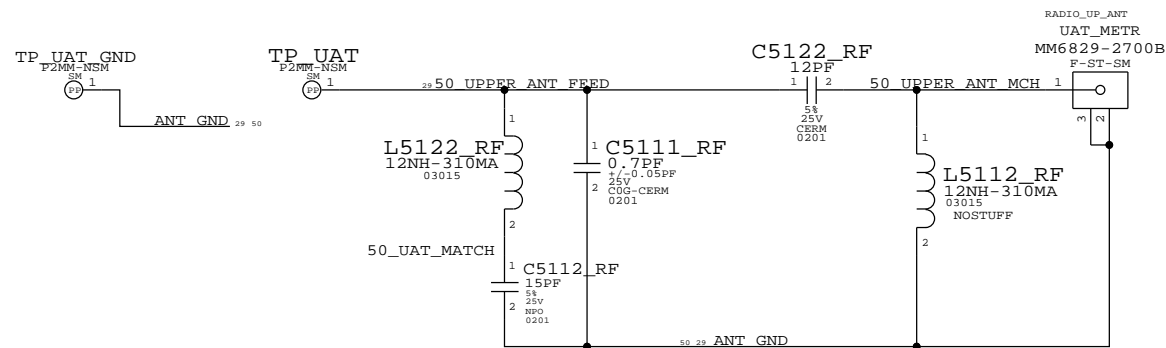 TP_UAT_GND
P2MM-NSM
SM
1
PP
ANT_GND 29 50
TP_UAT
P2MM-NSM
SM
1
PP
29 50_UPPER_ANT_FEED
1
L5122_RF
12NH-310MA
03015
2
50_UAT_MATCH
1
C5112_RF
15PF
5%
25V
NPO
0201
2
1
C5111_RF
0.7PF
+/-0.05PF
25V
C0G-CERM
0201
2
C5122_RF
12PF
1 2
5%
25V
CERM
0201
50_UPPER_ANT_MCH
1
L5112_RF
12NH-310MA
03015
NOSTUFF
2
RADIO_UP_ANT
UAT_METR
MM6829-2700B
F-ST-SM
1
3
2
50 29 ANT_GND